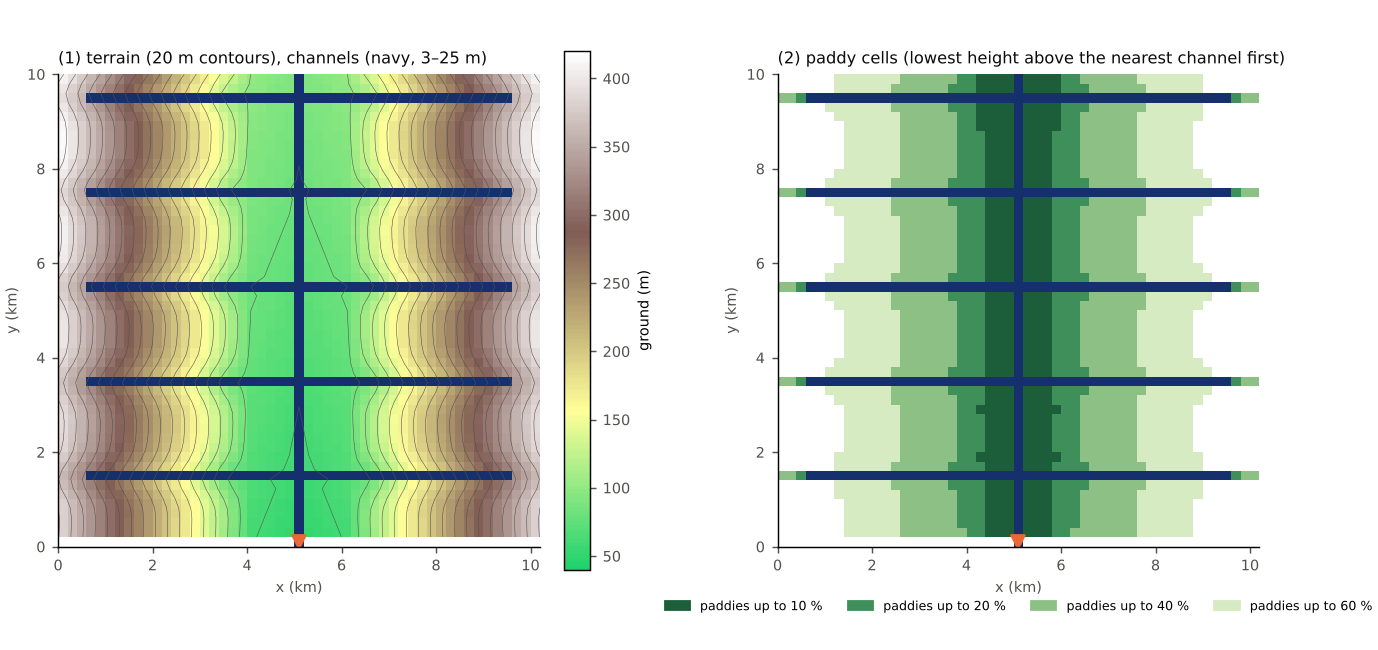 (1) terrain (20 m contours), channels (navy, 3–25 m)
(2) paddy cells (lowest height above the nearest channel first)
10
8
6
4
2
0
y (km)
0
2
4
6
8
10
x (km)
400
350
300
250
200
150
100
50
ground (m)
10
8
6
4
2
0
y (km)
0
2
4
6
8
10
x (km)
paddies up to 10 %
paddies up to 20 %
paddies up to 40 %
paddies up to 60 %